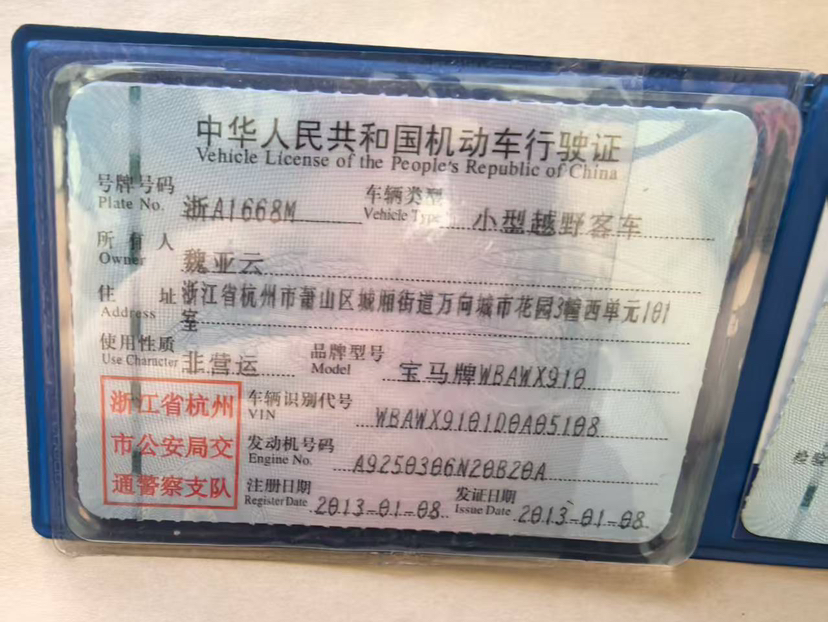 中华人民共和国机动车行驶证
Vehicle License of the People's Republic of China
号牌号码 浙A1668M 车辆类型 小型越野客车
Plate No. Vehicle Type
所有人 魏亚云
Owner
住址 浙江省杭州市萧山区城厢街道万向城市花园3幢西单元101
Address 室
使用性质 非营运 品牌型号 宝马牌WBAWX910
Use Character Model
浙江省杭州 车辆识别代号 WBAWX9101D0A05108
VIN
市公安局交 发动机号码 A9250306N20B20A
Engine No.
通警察支队 注册日期 2013-01-08 发证日期 2013-01-08
Register Date Issue Date
检验